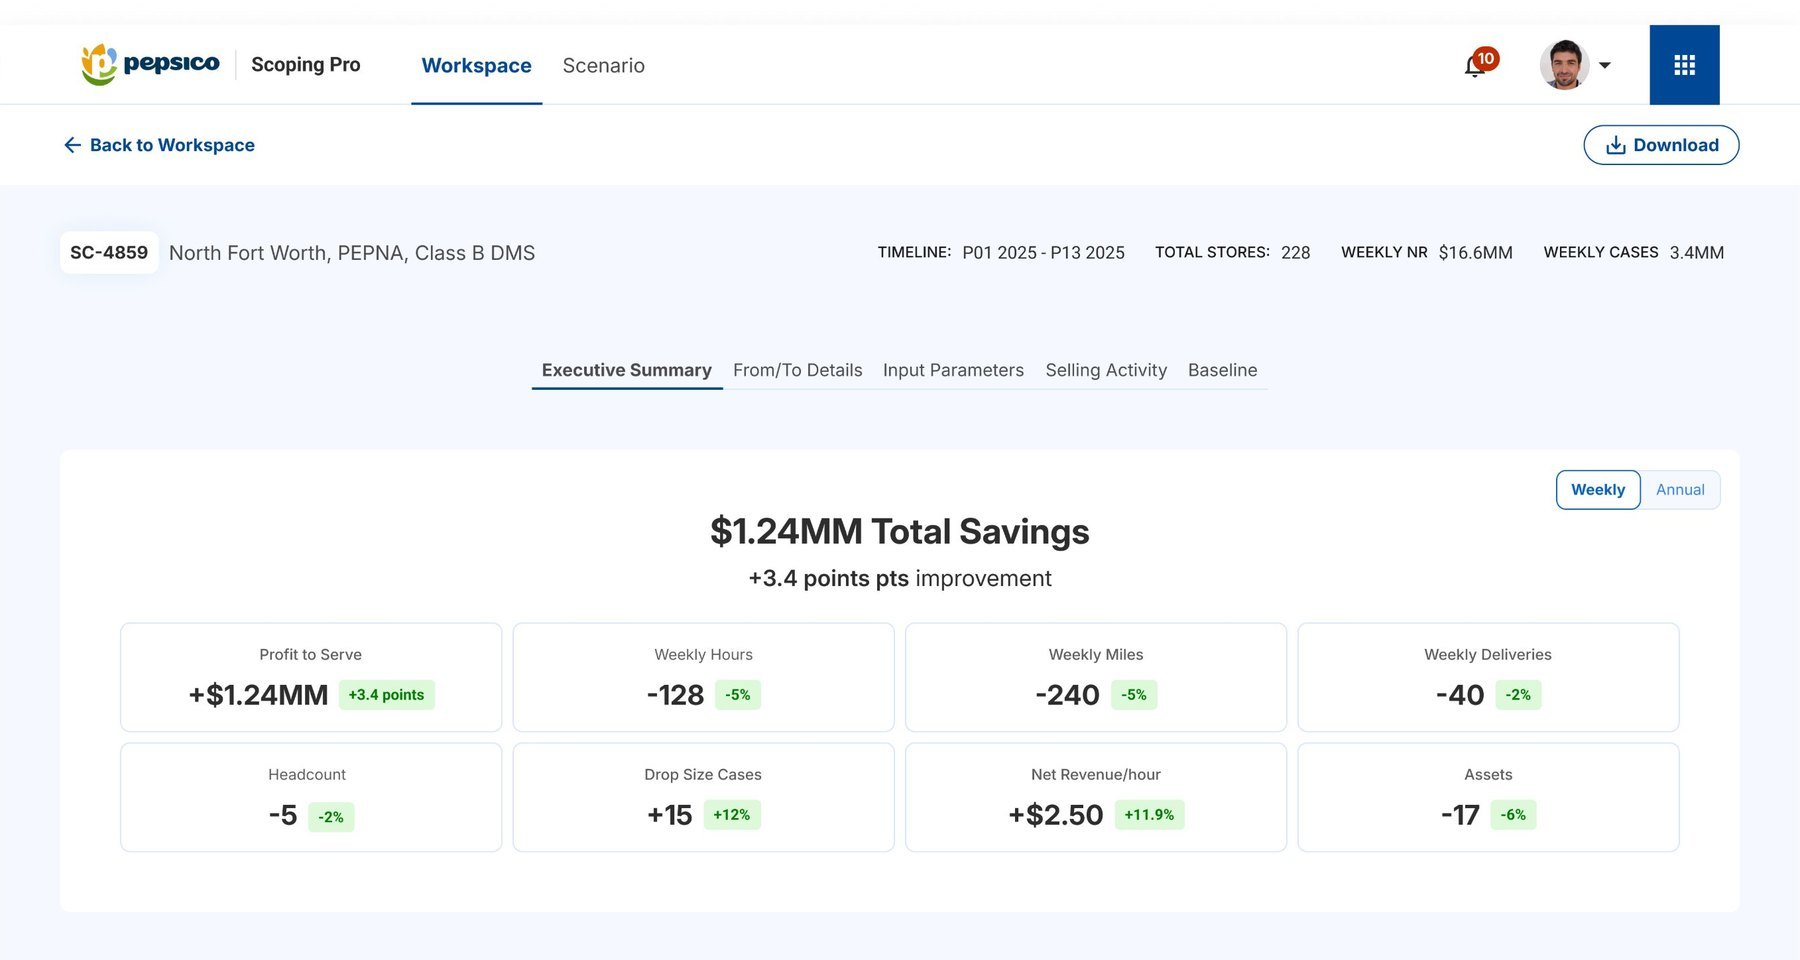 pepsico Scoping Pro Workspace Scenario 10
Back to Workspace Download
SC-4859 North Fort Worth, PEPNA, Class B DMS TIMELINE: P01 2025 - P13 2025 TOTAL STORES: 228 WEEKLY NR $16.6MM WEEKLY CASES 3.4MM
Executive Summary From/To Details Input Parameters Selling Activity Baseline
Weekly Annual
$1.24MM Total Savings
+3.4 points pts improvement
Profit to Serve Weekly Hours Weekly Miles Weekly Deliveries
+$1.24MM +3.4 points -128 -5% -240 -5% -40 -2%
Headcount Drop Size Cases Net Revenue/hour Assets
-5 -2% +15 +12% +$2.50 +11.9% -17 -6%